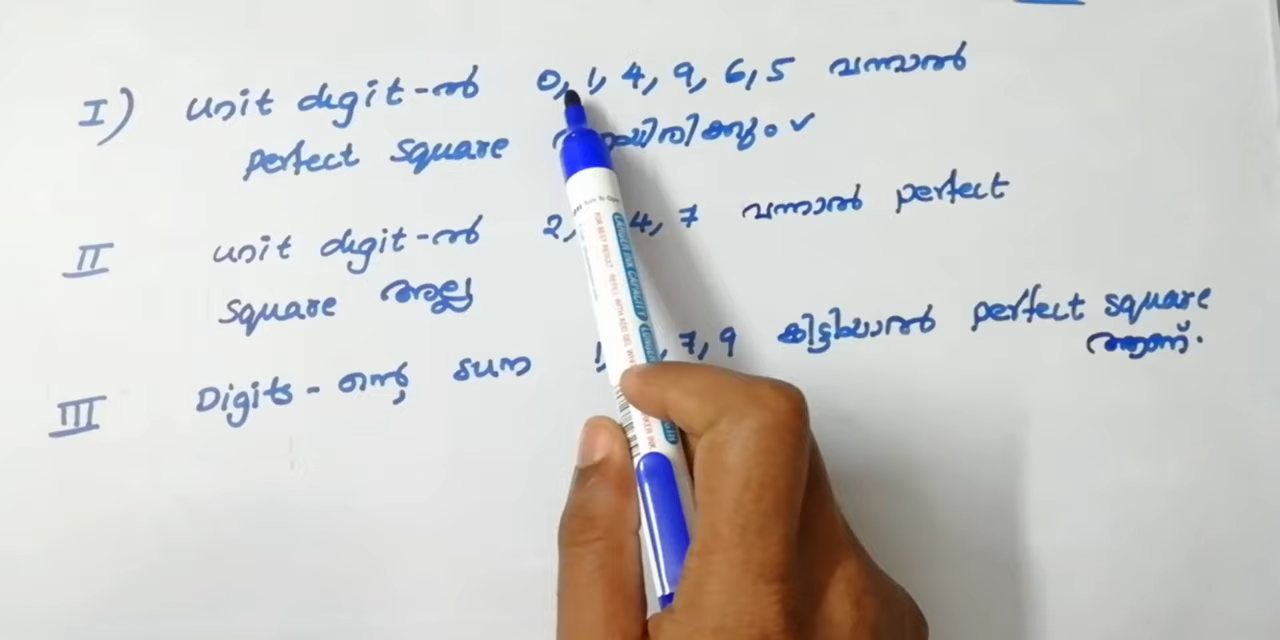 I) unit digit-ൽ 0, 1, 4, 9, 6, 5 വന്നാൽ
perfect square യിരിക്കും ✓
II unit digit-ൽ 2, 4, 7 വന്നാൽ perfect
square അല്ല
III Digits-ന്റെ sum 1, 7, 9 കിട്ടിയാൽ perfect square
ആണ്.